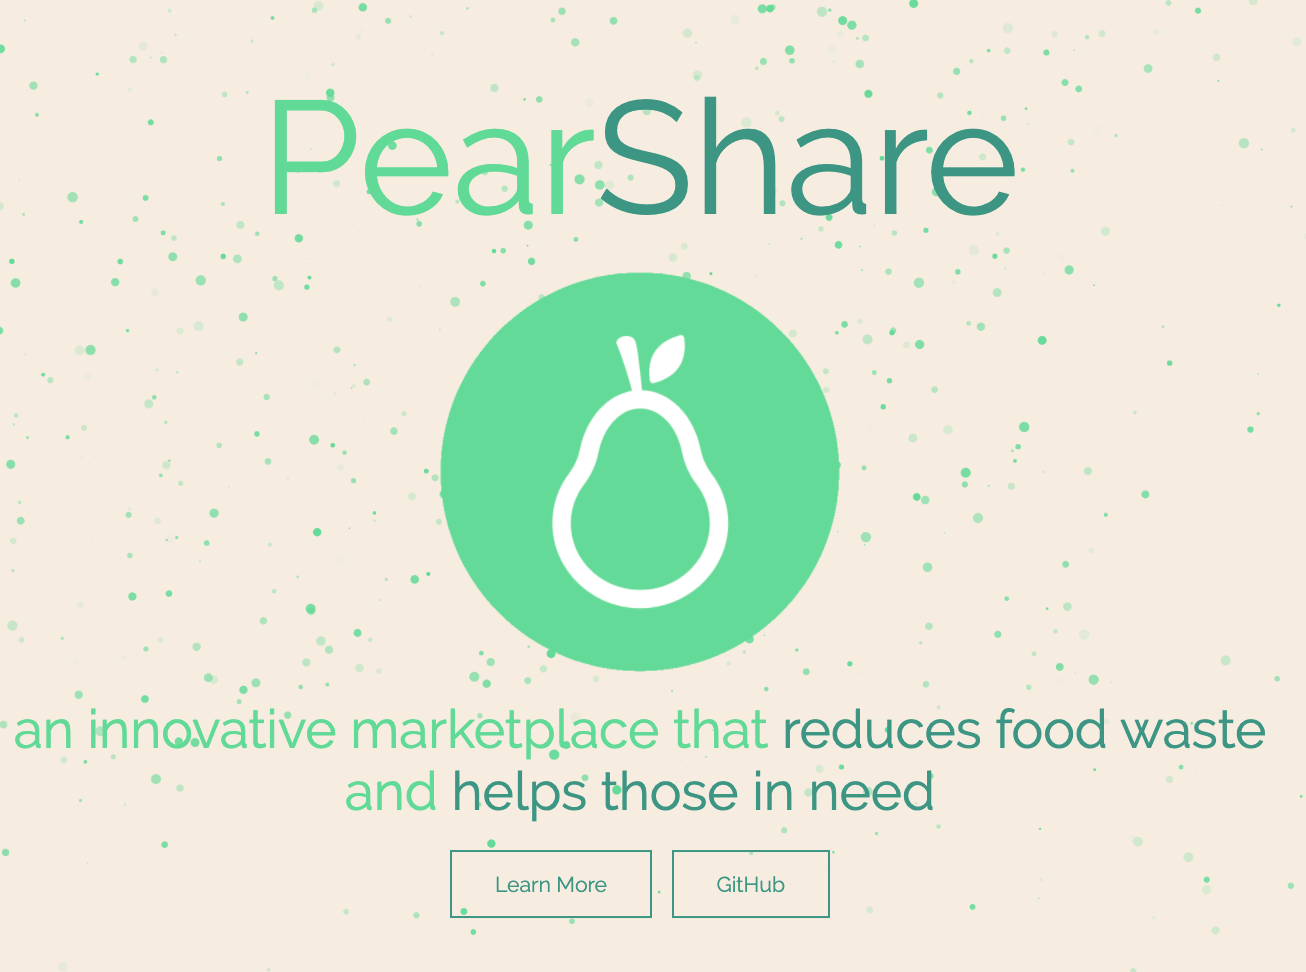 PearShare
an innovative marketplace that reduces food waste
and helps those in need
Learn More
GitHub